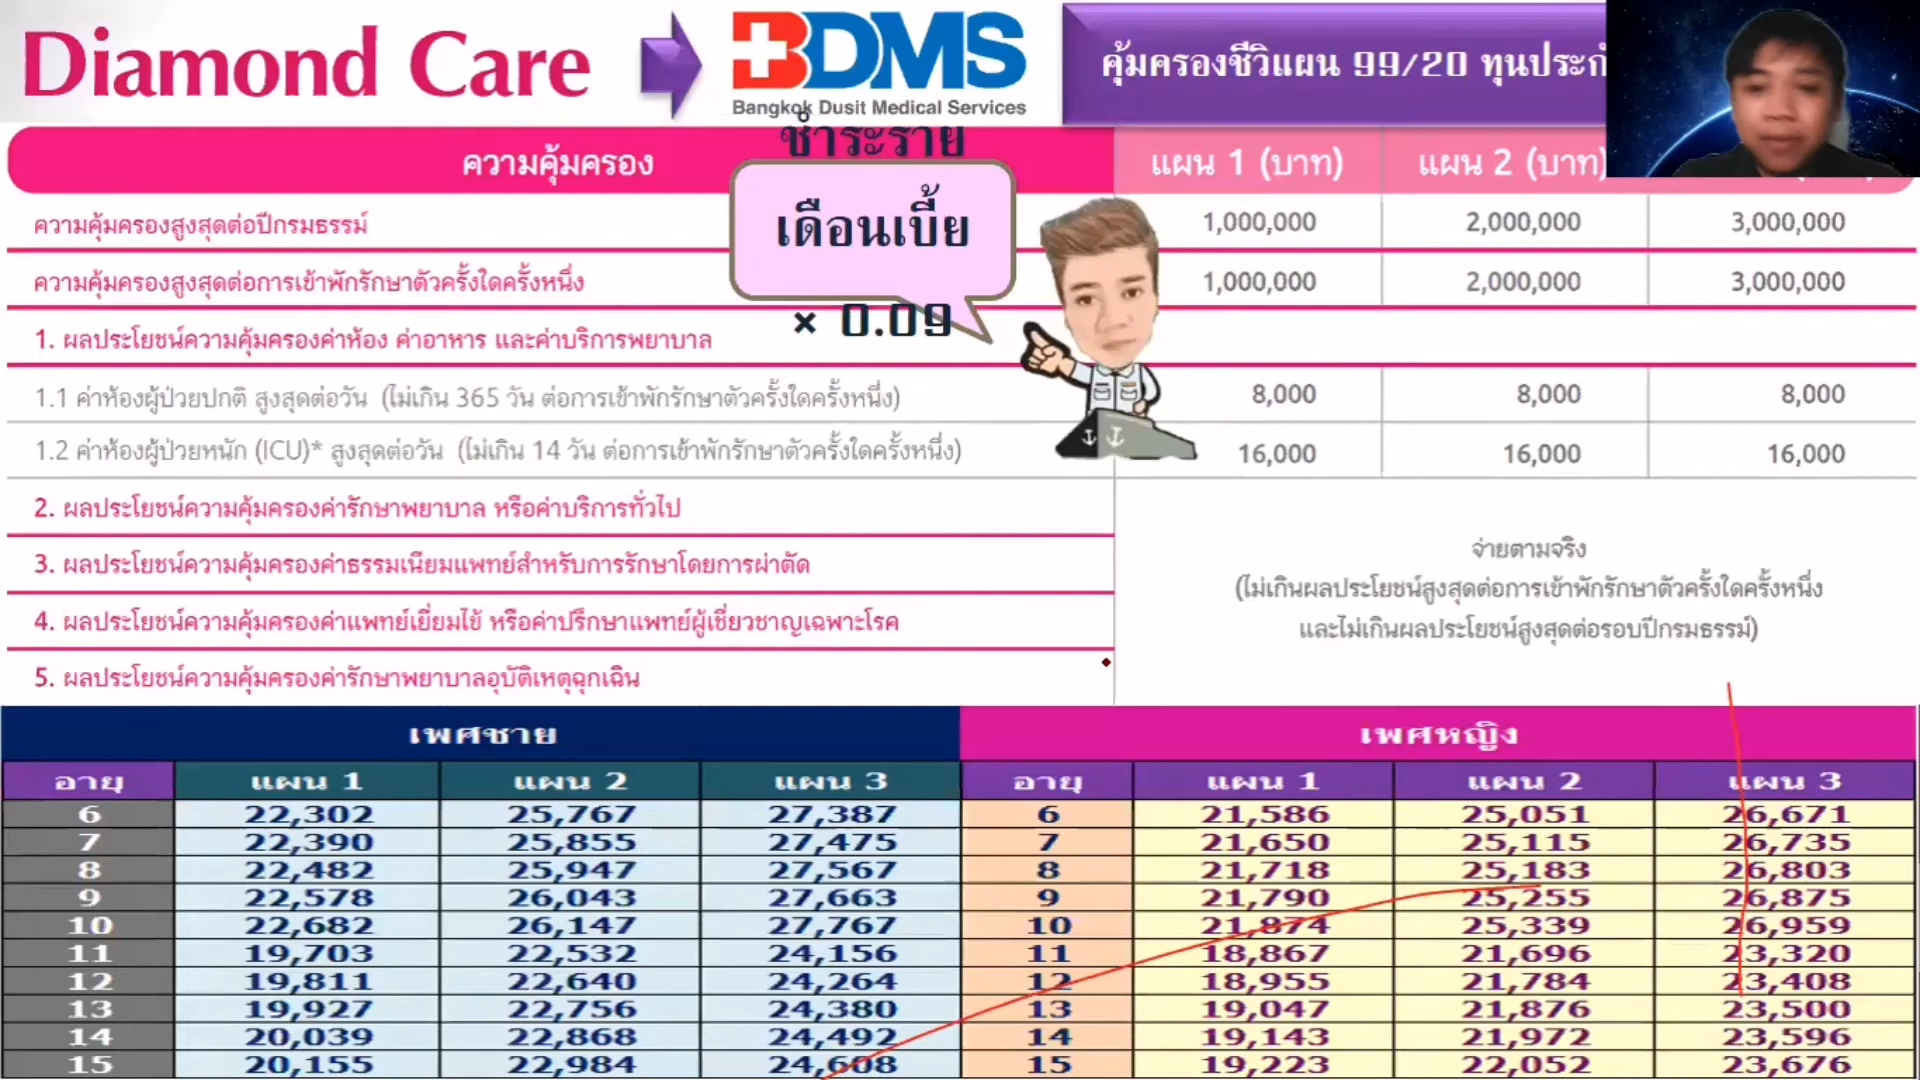 Diamond Care
BDMS
Bangkok Dusit Medical Services
คุ้มครองชีวิแผน 99/20
ชำระราย
เดือนเบี้ย
× 0.09
ความคุ้มครอง แผน 1 (บาท) แผน 2 (บาท)
ความคุ้มครองสูงสุดต่อปีกรมธรรม์ 1,000,000 2,000,000 3,000,000
ความคุ้มครองสูงสุดต่อการเข้าพักรักษาตัวครั้งใดครั้งหนึ่ง 1,000,000 2,000,000 3,000,000
1. ผลประโยชน์ความคุ้มครองค่าห้อง ค่าอาหาร และค่าบริการพยาบาล
1.1 ค่าห้องผู้ป่วยปกติ สูงสุดต่อวัน (ไม่เกิน 365 วัน ต่อการเข้าพักรักษาตัวครั้งใดครั้งหนึ่ง) 8,000 8,000 8,000
1.2 ค่าห้องผู้ป่วยหนัก (ICU)* สูงสุดต่อวัน (ไม่เกิน 14 วัน ต่อการเข้าพักรักษาตัวครั้งใดครั้งหนึ่ง) 16,000 16,000 16,000
2. ผลประโยชน์ความคุ้มครองค่ารักษาพยาบาล หรือค่าบริการทั่วไป
3. ผลประโยชน์ความคุ้มครองค่าธรรมเนียมแพทย์สำหรับการรักษาโดยการผ่าตัด
4. ผลประโยชน์ความคุ้มครองค่าแพทย์เยี่ยมไข้ หรือค่าปรึกษาแพทย์ผู้เชี่ยวชาญเฉพาะโรค
5. ผลประโยชน์ความคุ้มครองค่ารักษาพยาบาลอุบัติเหตุฉุกเฉิน
จ่ายตามจริง
(ไม่เกินผลประโยชน์สูงสุดต่อการเข้าพักรักษาตัวครั้งใดครั้งหนึ่ง
และไม่เกินผลประโยชน์สูงสุดต่อรอบปีกรมธรรม์)
เพศชาย เพศหญิง
อายุ แผน 1 แผน 2 แผน 3 อายุ แผน 1 แผน 2 แผน 3
6 22,302 25,767 27,387 6 21,586 25,051 26,671
7 22,390 25,855 27,475 7 21,650 25,115 26,735
8 22,482 25,947 27,567 8 21,718 25,183 26,803
9 22,578 26,043 27,663 9 21,790 25,255 26,875
10 22,682 26,147 27,767 10 21,874 25,339 26,959
11 19,703 22,532 24,156 11 18,867 21,696 23,320
12 19,811 22,640 24,264 12 18,955 21,784 23,408
13 19,927 22,756 24,380 13 19,047 21,876 23,500
14 20,039 22,868 24,492 14 19,143 21,972 23,596
15 20,155 22,984 24,608 15 19,223 22,052 23,676